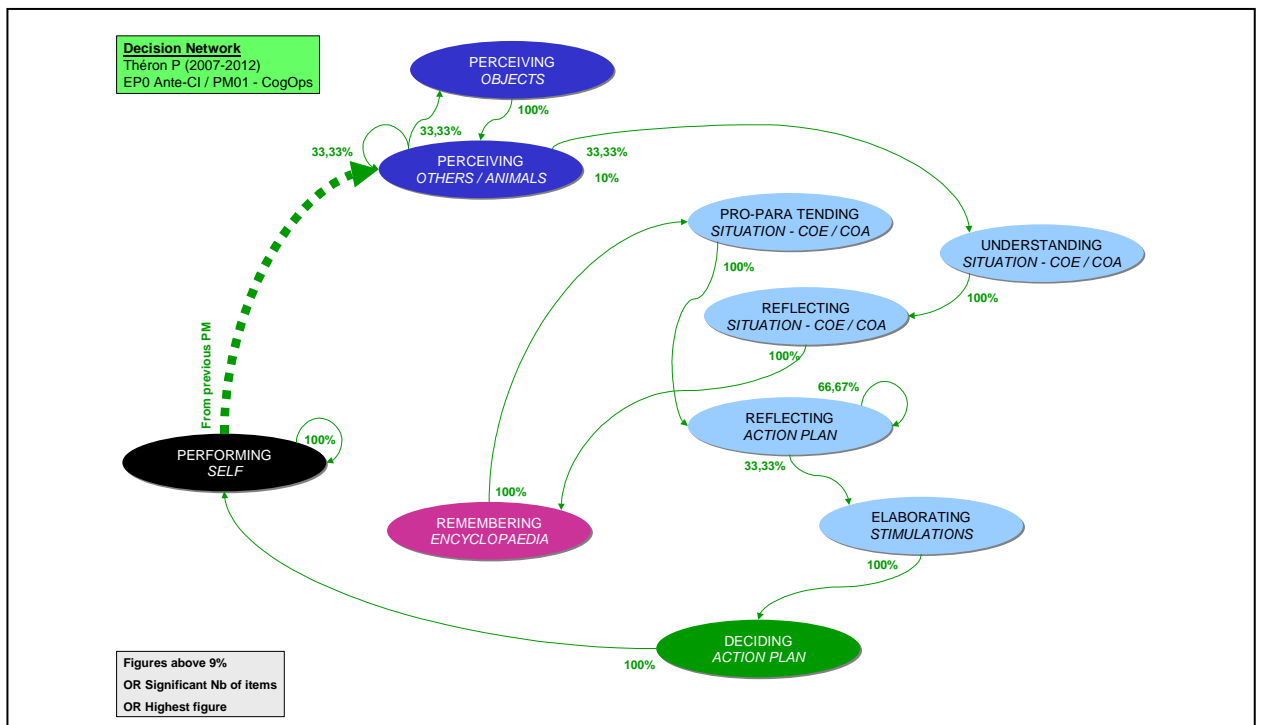 Decision Network
Théron P (2007-2012)
EP0 Ante-CI / PM01 - CogOps
PERCEIVING
OBJECTS
100%
33,33%
33,33%
PERCEIVING
OTHERS / ANIMALS
33,33%
10%
PRO-PARA TENDING
SITUATION - COE / COA
100%
UNDERSTANDING
SITUATION - COE / COA
100%
REFLECTING
SITUATION - COE / COA
100%
66,67%
REFLECTING
ACTION PLAN
33,33%
From previous PM
100%
PERFORMING
SELF
100%
REMEMBERING
ENCYCLOPAEDIA
ELABORATING
STIMULATIONS
100%
DECIDING
ACTION PLAN
100%
Figures above 9%
OR Significant Nb of items
OR Highest figure